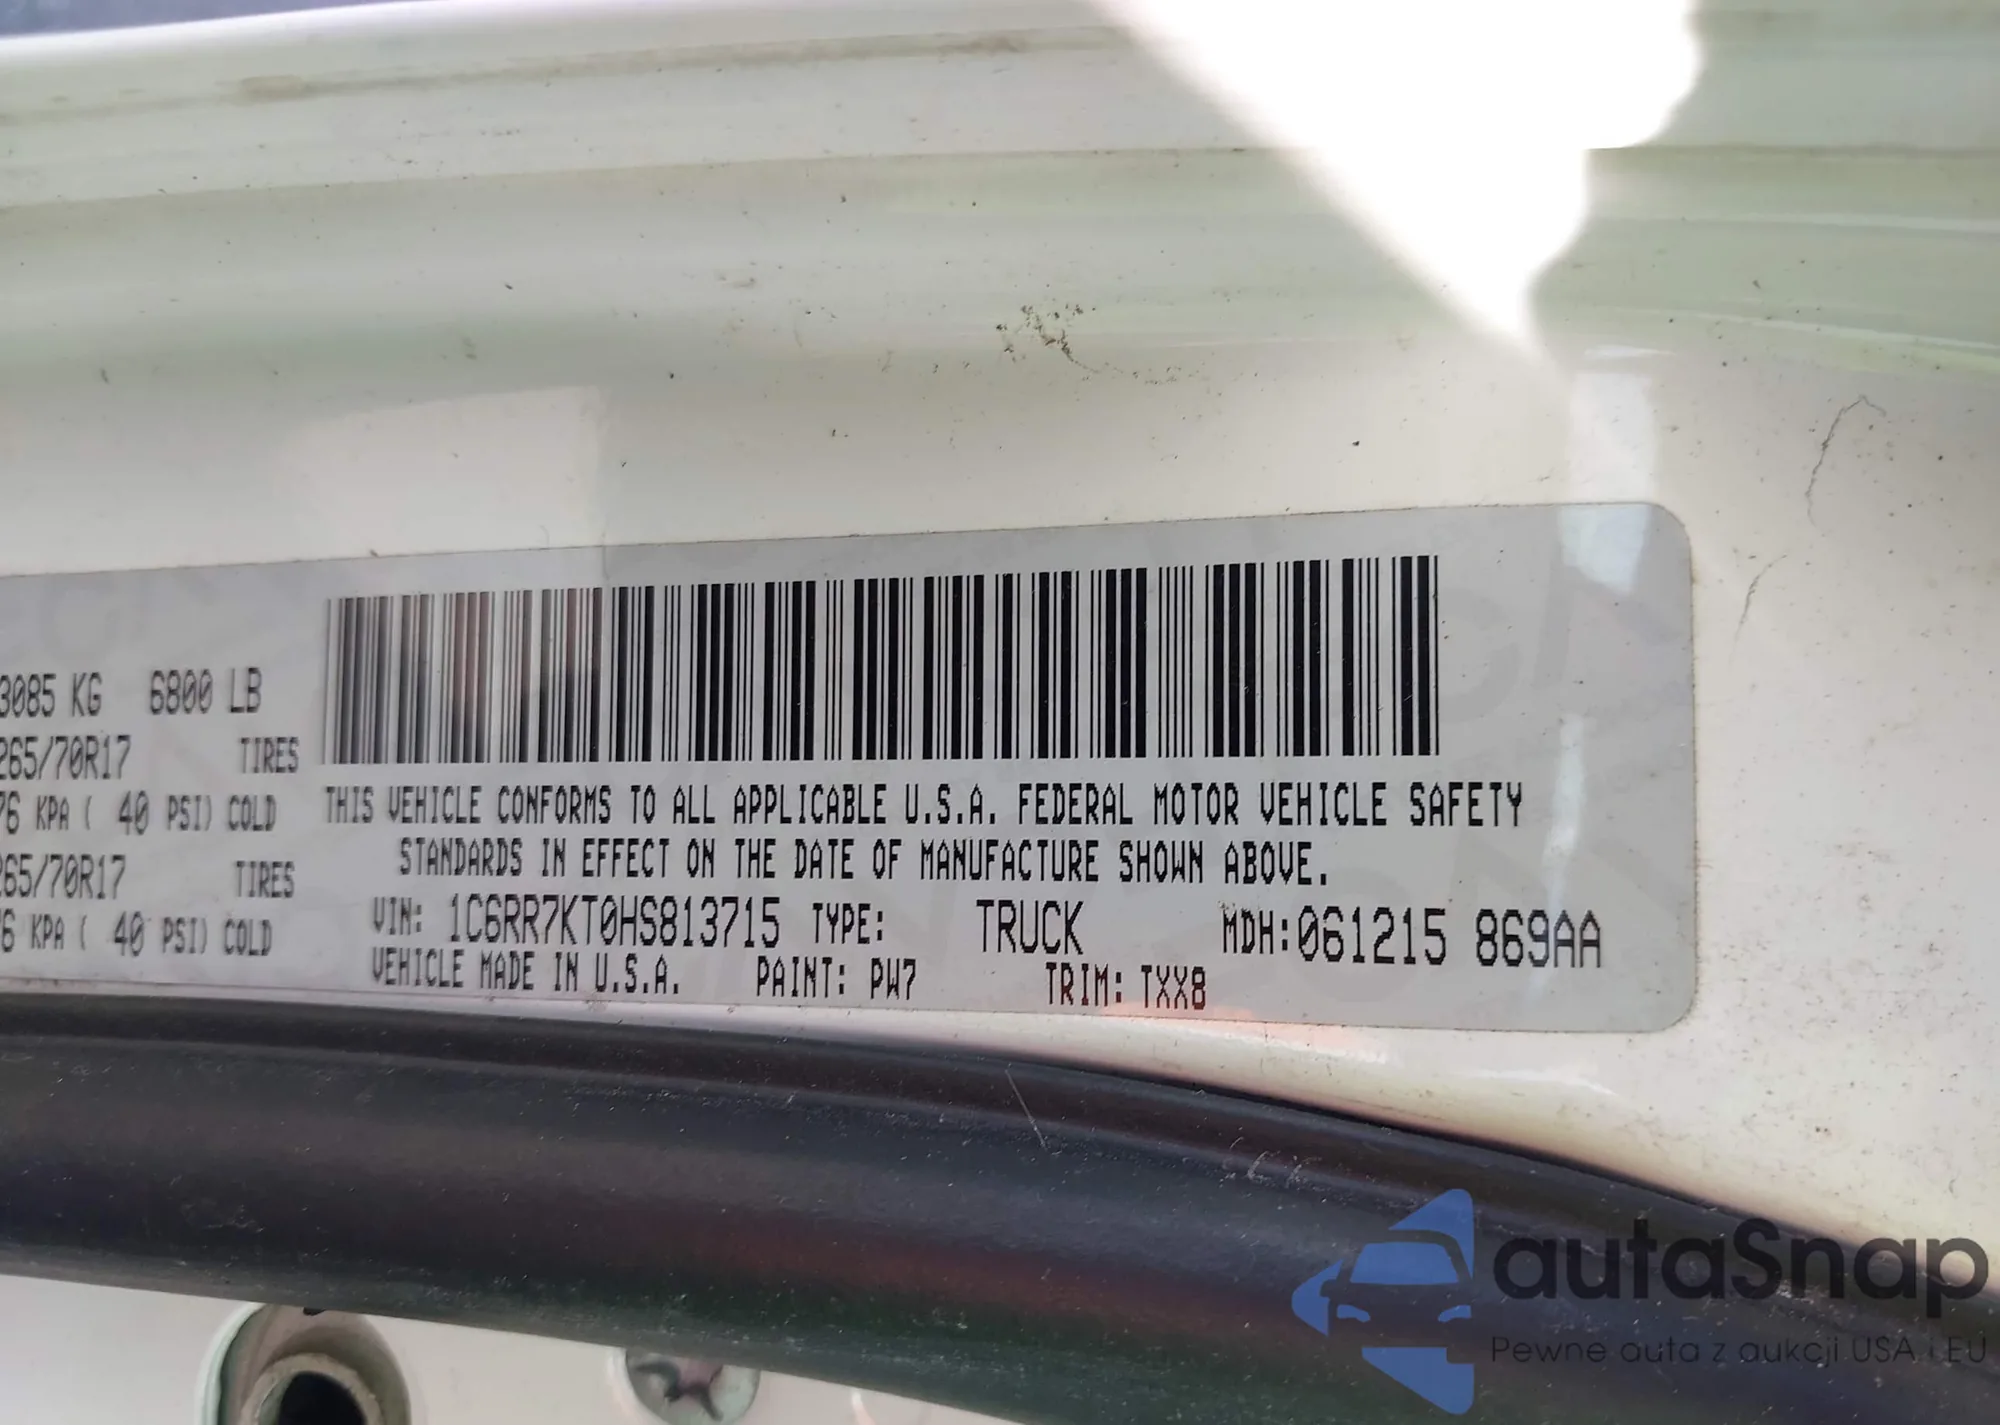 3085 KG 6800 LB
265/70R17 TIRES
76 KPA ( 40 PSI) COLD
265/70R17 TIRES
76 KPA ( 40 PSI) COLD
THIS VEHICLE CONFORMS TO ALL APPLICABLE U.S.A. FEDERAL MOTOR VEHICLE SAFETY
STANDARDS IN EFFECT ON THE DATE OF MANUFACTURE SHOWN ABOVE.
VIN: 1C6RR7KT0HS813715 TYPE: TRUCK MDH:061215 869AA
VEHICLE MADE IN U.S.A. PAINT: PW7 TRIM: TXX8
autaSnap
Pewne auta z aukcji USA i EU